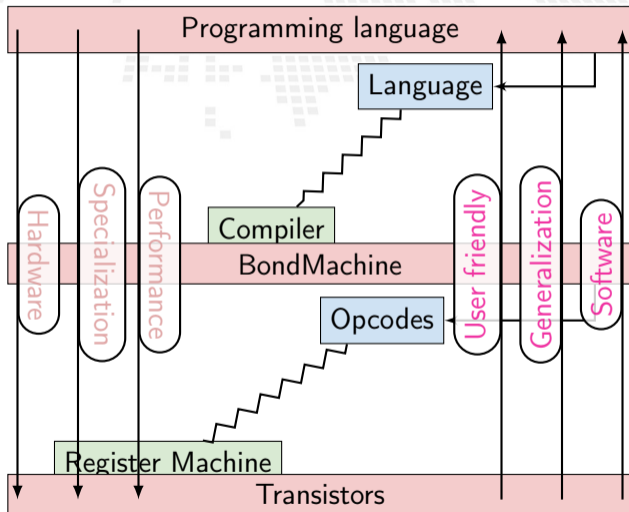 Programming language
Language
Hardware
Specialization
Performance
User friendly
Generalization
Software
Compiler
BondMachine
Opcodes
Register Machine
Transistors